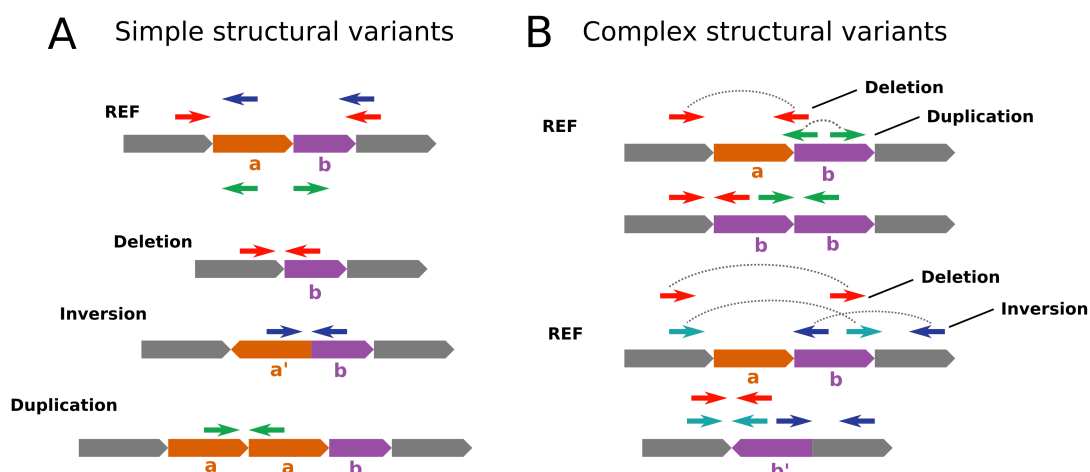 A Simple structural variants
REF
a
b
Deletion
b
Inversion
a'
b
Duplication
a
a
b
B Complex structural variants
Deletion
Duplication
REF
a
b
b
b
Deletion
Inversion
REF
a
b
b'